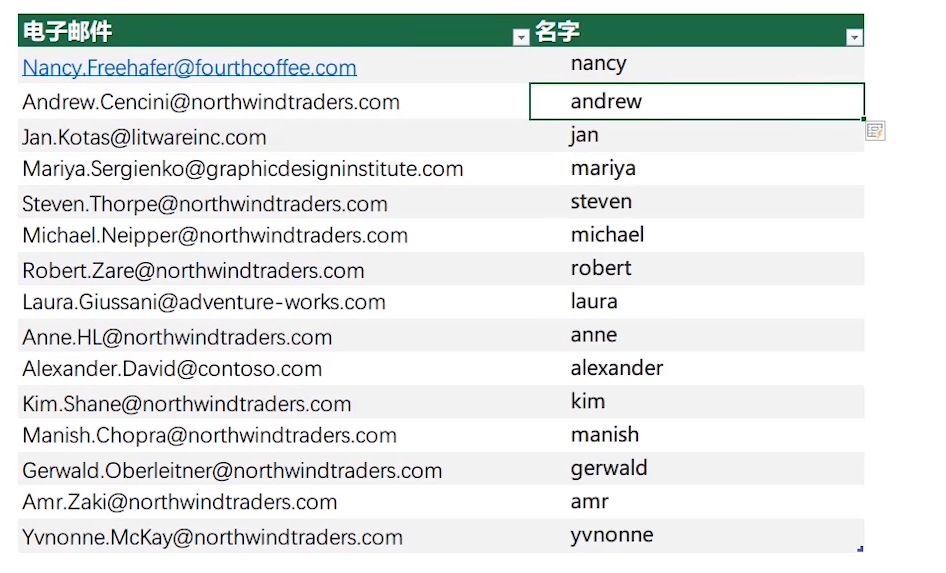 电子邮件 名字
Nancy.Freehafer@fourthcoffee.com nancy
Andrew.Cencini@northwindtraders.com andrew
Jan.Kotas@litwareinc.com jan
Mariya.Sergienko@graphicdesigninstitute.com mariya
Steven.Thorpe@northwindtraders.com steven
Michael.Neipper@northwindtraders.com michael
Robert.Zare@northwindtraders.com robert
Laura.Giussani@adventure-works.com laura
Anne.HL@northwindtraders.com anne
Alexander.David@contoso.com alexander
Kim.Shane@northwindtraders.com kim
Manish.Chopra@northwindtraders.com manish
Gerwald.Oberleitner@northwindtraders.com gerwald
Amr.Zaki@northwindtraders.com amr
Yvnonne.McKay@northwindtraders.com yvnonne